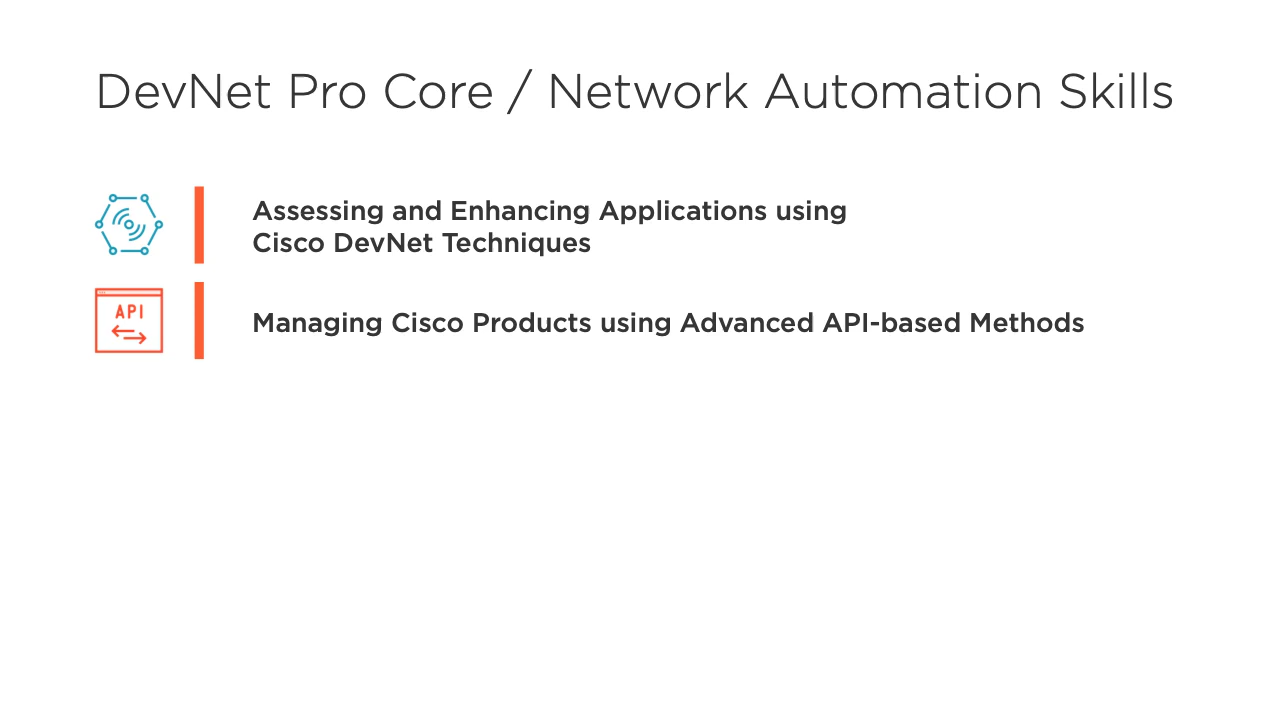 DevNet Pro Core / Network Automation Skills
Assessing and Enhancing Applications using
Cisco DevNet Techniques
API
Managing Cisco Products using Advanced API-based Methods